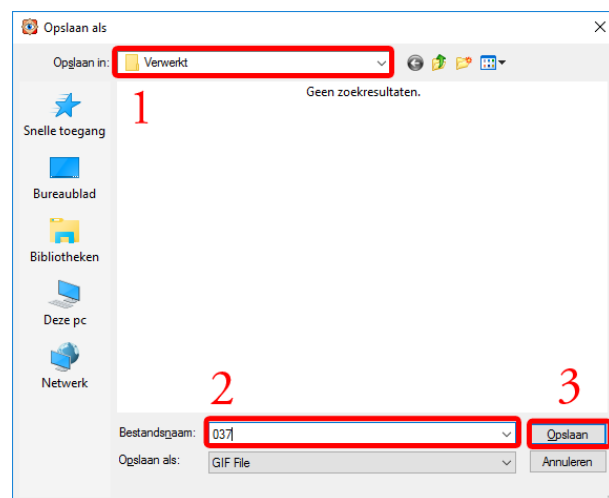 Opslaan als
Opslaan in: Verwerkt
1
Geen zoekresultaten.
Snelle toegang
Bureaublad
Bibliotheken
Deze pc
Netwerk
2
3
Bestandsnaam: 037 Opslaan
Opslaan als: GIF File Annuleren